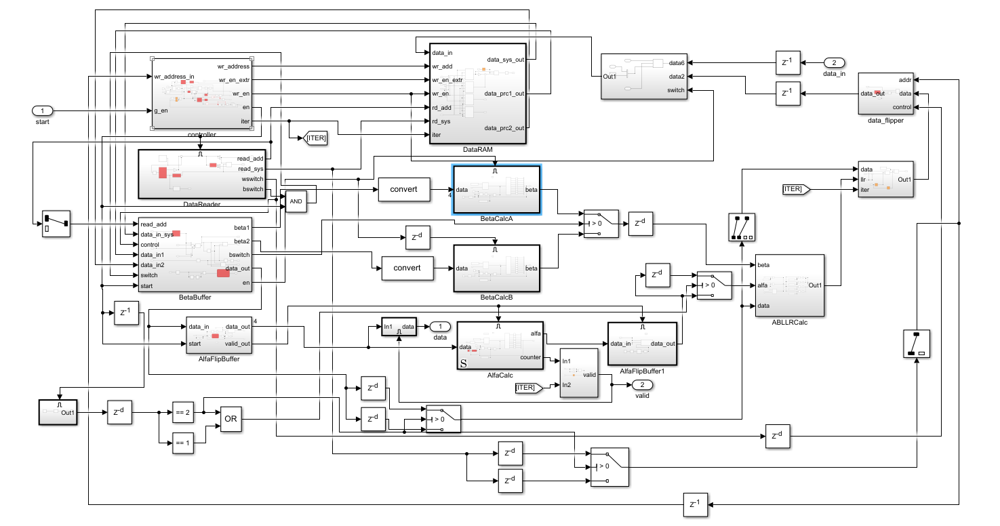 1
start
wr_address_in
g_en
wr_address
wr_en_extr
wr_en
en
iter
controller
[ITER]
data_in
wr_add
wr_en_extr
wr_en
rd_add
rd_sys
iter
data_sys_out
data_prc1_out
data_prc2_out
DataRAM
Out1
data6
data2
switch
Z-1
2
data_in
Z-1
addr
data
control
data_out
data_flipper
read_add
read_sys
wswitch
bswitch
DataReader
AND
convert
data
4
beta
BetaCalcA
[ITER]
data
llr
iter
Out1
read_add
data_in_sys
control
data_in1
data_in2
switch
start
beta1
beta2
bswitch
data_out
en
BetaBuffer
Z-d
convert
data
beta
BetaCalcB
> 0
Z-d
Z-d
> 0
beta
alfa
data
Out1
ABLLRCalc
Z-1
data_in
start
data_out
valid_out
4
AlfaFlipBuffer
In1
data
1
data
data
alfa
counter
S
AlfaCalc
In1
In2
valid
[ITER]
data_in
data_out
AlfaFlipBuffer1
2
valid
Out1
Z-d
== 2
== 1
OR
Z-d
Z-d
> 0
Z-d
Z-d
Z-d
> 0
Z-1